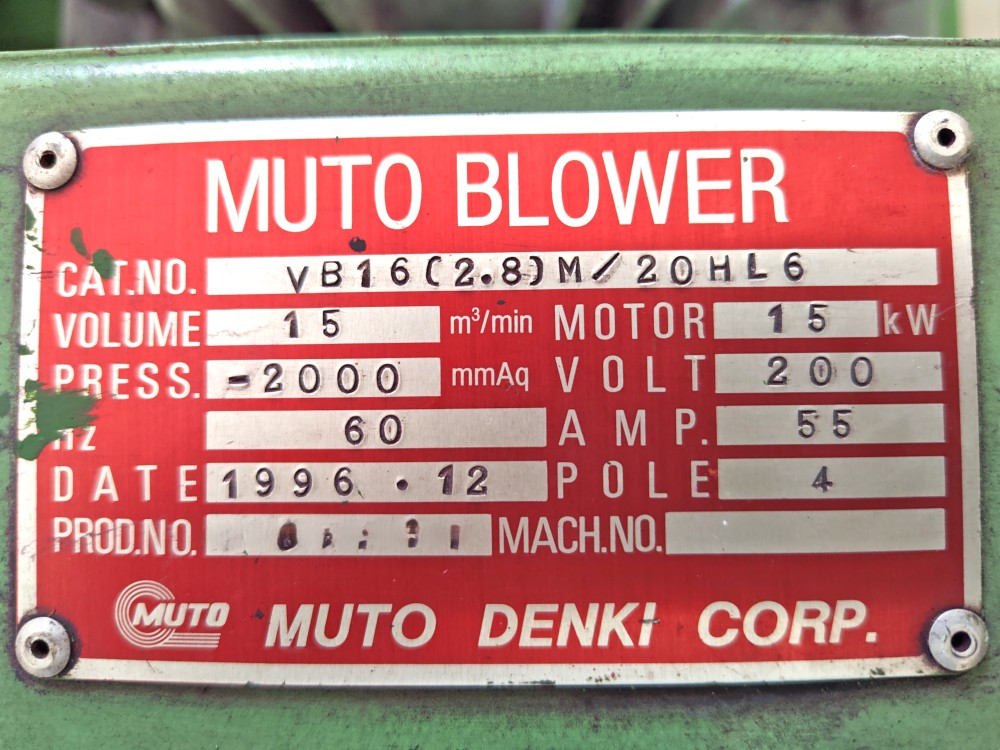 MUTO BLOWER
CAT.NO. VB16(2.8)M/20HL6
VOLUME 15 m³/min MOTOR 15 kW
PRESS. -2000 mmAq VOLT 200
60 AMP. 55
DATE 1996.12 POLE 4
PROD.NO. MACH.NO.
MUTO MUTO DENKI CORP.